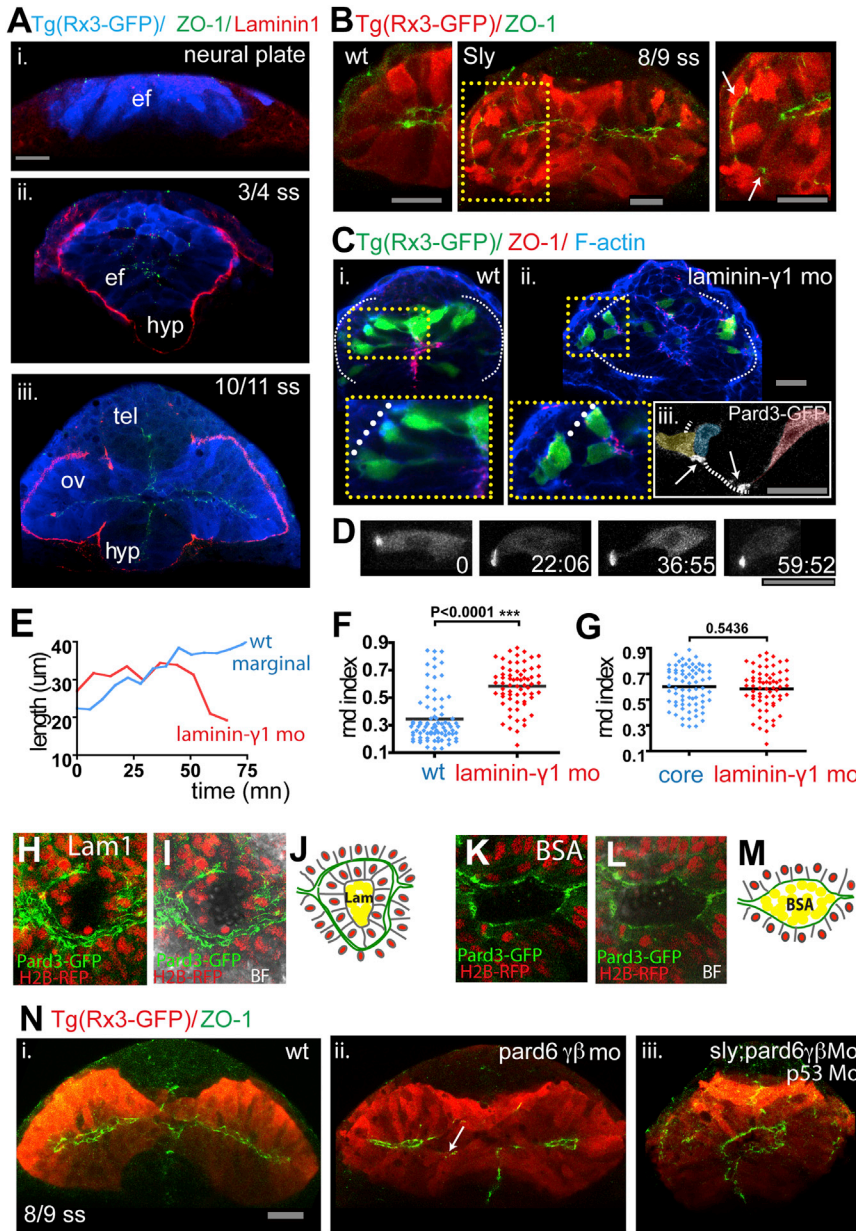 A Tg(Rx3-GFP)/ ZO-1/Laminin1
i. neural plate
ef
ii. 3/4 ss
ef
hyp
iii. 10/11 ss
tel
ov
hyp
B Tg(Rx3-GFP)/ZO-1
wt Sly 8/9 ss
C Tg(Rx3-GFP)/ ZO-1/ F-actin
i. wt ii. laminin-γ1 mo
iii. Pard3-GFP
D
0 22:06 36:55 59:52
E
length (um)
40
30
20
10
wt
marginal
laminin-γ1 mo
0 25 50 75
time (mn)
F
P<0.0001 ***
md index
0.9
0.7
0.5
0.3
0.1
wt laminin-γ1 mo
G
0.5436
md index
0.9
0.7
0.5
0.3
0.1
core laminin-γ1 mo
H Lam1
Pard3-GFP
H2B-RFP
I
Pard3-GFP
H2B-RFP BF
J
Lam
K BSA
Pard3-GFP
H2B-RFP
L
Pard3-GFP
H2B-RFP BF
M
BSA
N Tg(Rx3-GFP)/ZO-1
i. wt
8/9 ss
ii. pard6 γβ mo
iii. sly;pard6γβMo
p53 Mo